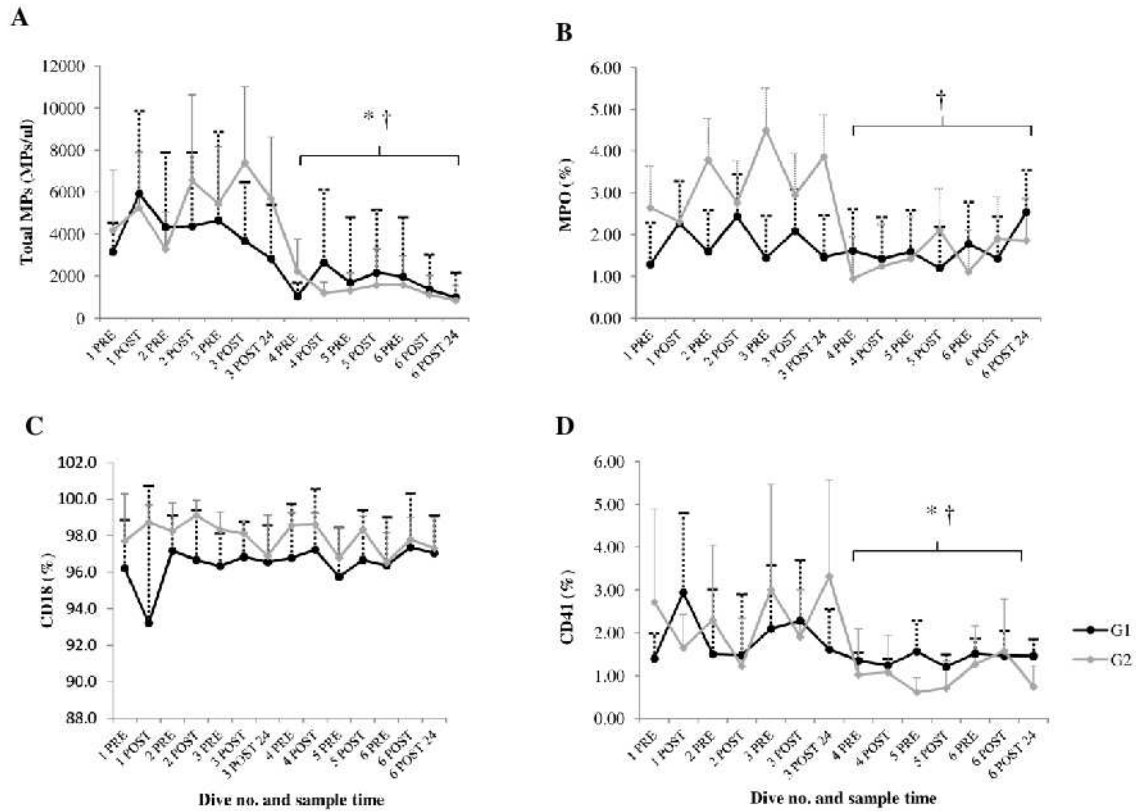 A
Total MPs (MPs/ul)
12000
10000
8000
6000
4000
2000
0
* †
1 PRE
1 POST
2 PRE
2 POST
3 PRE
3 POST
3 POST 24
4 PRE
4 POST
5 PRE
5 POST
6 PRE
6 POST
6 POST 24
B
MPO (%)
6.00
5.00
4.00
3.00
2.00
1.00
0.00
†
1 PRE
1 POST
2 PRE
2 POST
3 PRE
3 POST
3 POST 24
4 PRE
4 POST
5 PRE
5 POST
6 PRE
6 POST
6 POST 24
C
CD18 (%)
102.0
100.0
98.0
96.0
94.0
92.0
90.0
88.0
1 PRE
1 POST
2 PRE
2 POST
3 PRE
3 POST
3 POST 24
4 PRE
4 POST
5 PRE
5 POST
6 PRE
6 POST
6 POST 24
Dive no. and sample time
D
CD41 (%)
6.00
5.00
4.00
3.00
2.00
1.00
0.00
* †
1 PRE
1 POST
2 PRE
2 POST
3 PRE
3 POST
3 POST 24
4 PRE
4 POST
5 PRE
5 POST
6 PRE
6 POST
6 POST 24
Dive no. and sample time
G1
G2